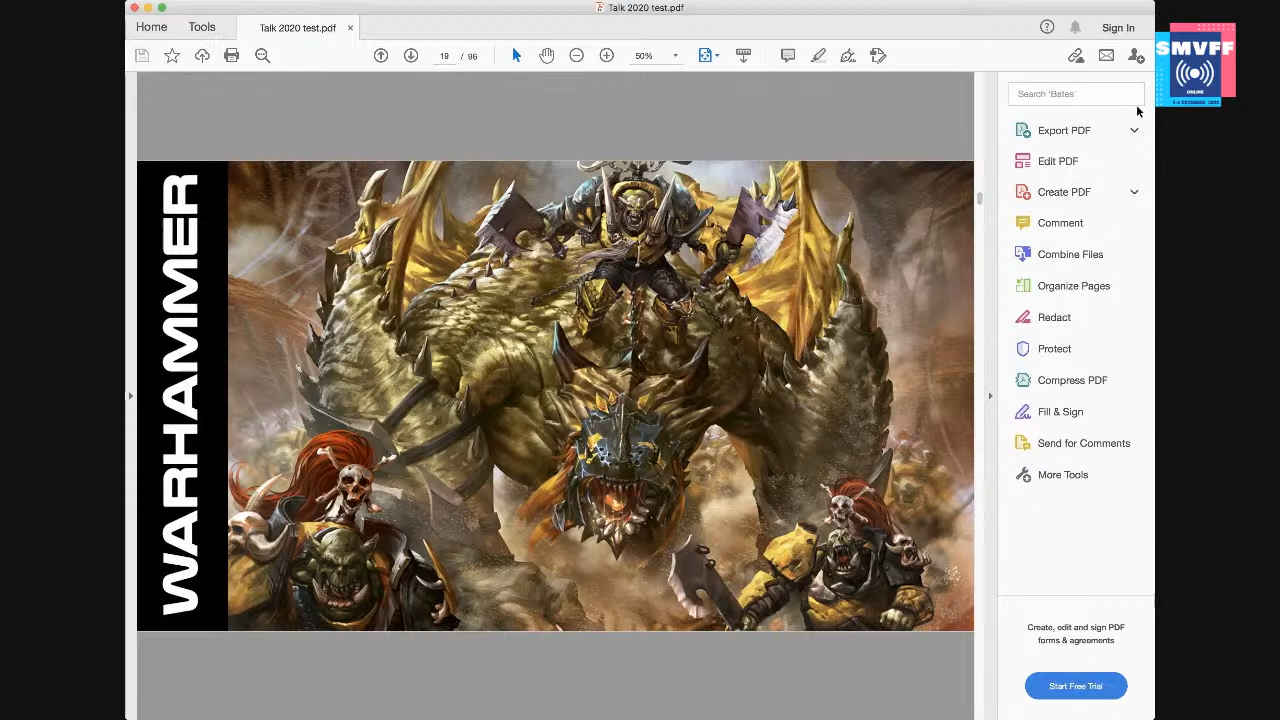 Talk 2020 test.pdf
Home
Tools
Talk 2020 test.pdf
Sign In
19 / 96
50%
SMVFF
ONLINE
Search 'Bates'
Export PDF
Edit PDF
Create PDF
Comment
Combine Files
Organize Pages
Redact
Protect
Compress PDF
Fill & Sign
Send for Comments
More Tools
WARHAMMER
Create, edit and sign PDF
forms & agreements
Start Free Trial